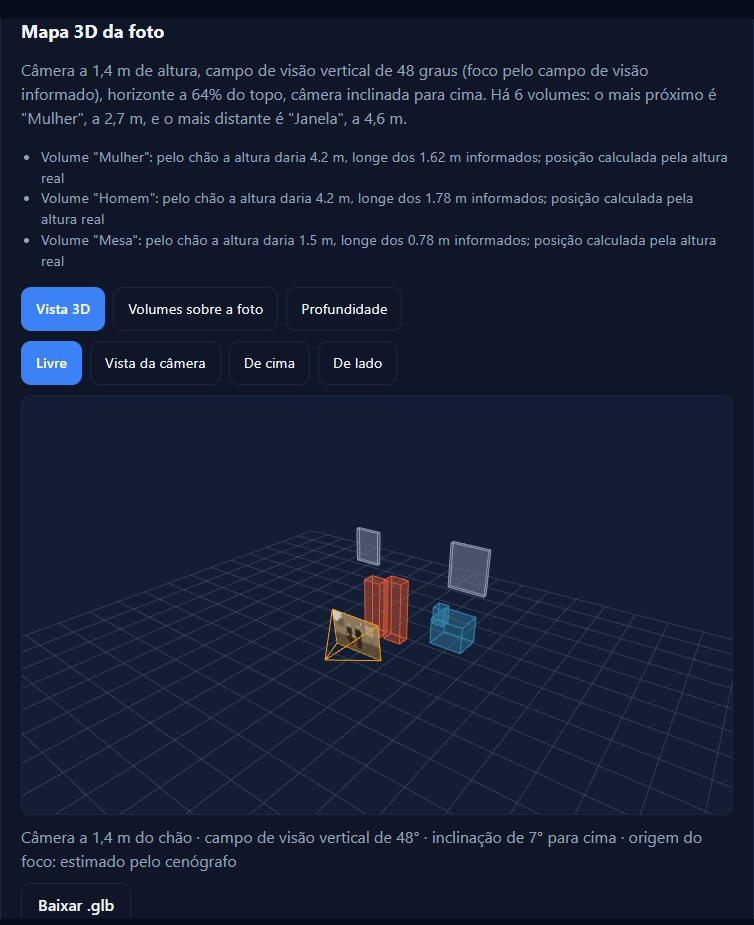 Mapa 3D da foto
Câmera a 1,4 m de altura, campo de visão vertical de 48 graus (foco pelo campo de visão
informado), horizonte a 64% do topo, câmera inclinada para cima. Há 6 volumes: o mais próximo é
"Mulher", a 2,7 m, e o mais distante é "Janela", a 4,6 m.
• Volume "Mulher": pelo chão a altura daria 4.2 m, longe dos 1.62 m informados; posição calculada pela altura
real
• Volume "Homem": pelo chão a altura daria 4.2 m, longe dos 1.78 m informados; posição calculada pela
altura real
• Volume "Mesa": pelo chão a altura daria 1.5 m, longe dos 0.78 m informados; posição calculada pela altura
real
Vista 3D Volumes sobre a foto Profundidade
Livre Vista da câmera De cima De lado
Câmera a 1,4 m do chão · campo de visão vertical de 48° · inclinação de 7° para cima · origem do
foco: estimado pelo cenógrafo
Baixar .glb